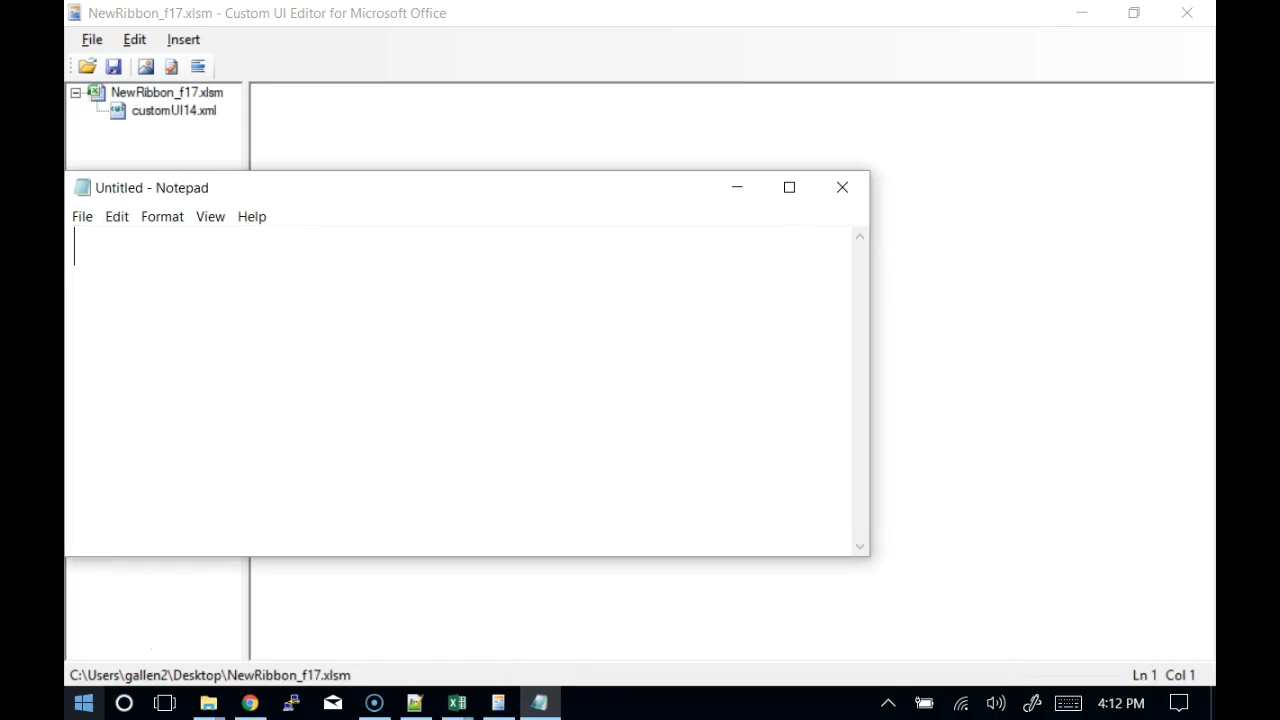 NewRibbon_f17.xlsm - Custom UI Editor for Microsoft Office
File Edit Insert
NewRibbon_f17.xlsm
customUI14.xml
Untitled - Notepad
File Edit Format View Help
C:\Users\gallen2\Desktop\NewRibbon_f17.xlsm
Ln 1 Col 1
4:12 PM